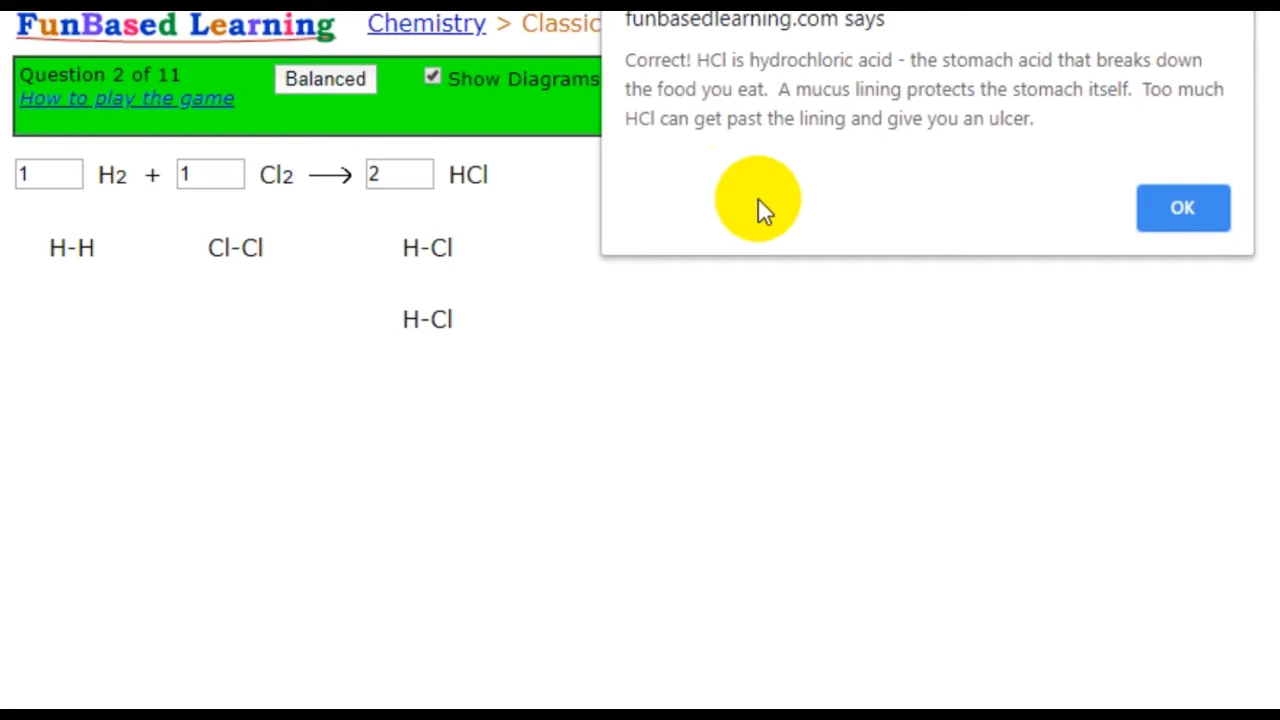 FunBased Learning Chemistry > Classic
funbasedlearning.com says
Question 2 of 11 Balanced Show Diagrams
How to play the game
Correct! HCl is hydrochloric acid - the stomach acid that breaks down
the food you eat. A mucus lining protects the stomach itself. Too much
HCl can get past the lining and give you an ulcer.
OK
1 H2 + 1 Cl2 → 2 HCl
H-H Cl-Cl H-Cl
H-Cl